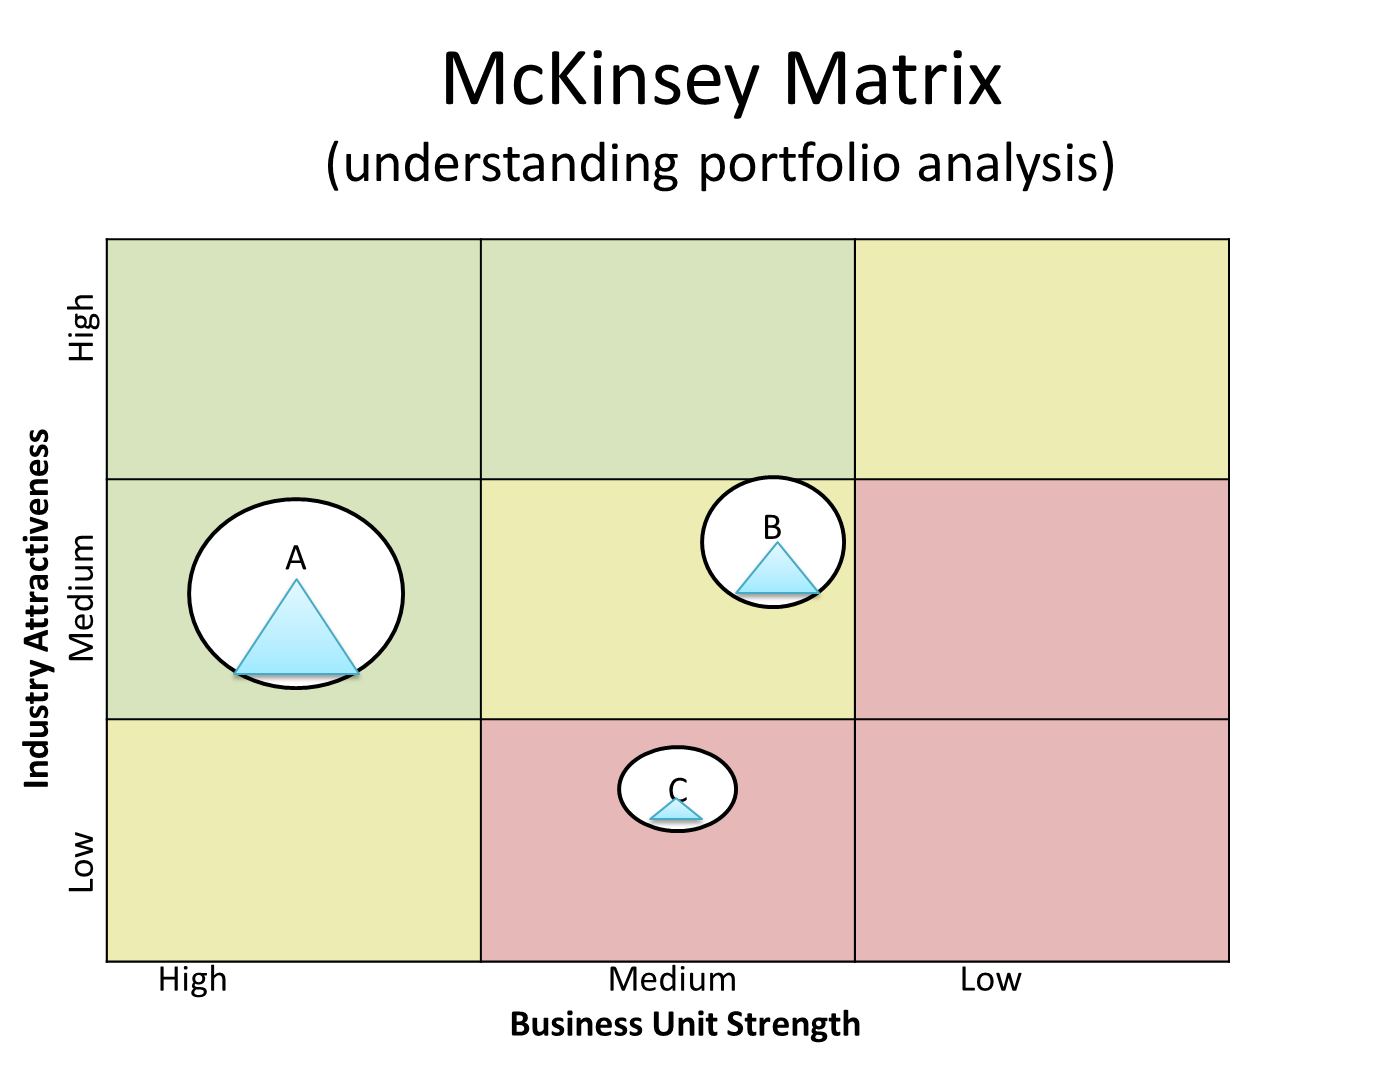 McKinsey Matrix
(understanding portfolio analysis)
Industry Attractiveness
High
Medium
Low
A
B
C
High
Medium
Low
Business Unit Strength